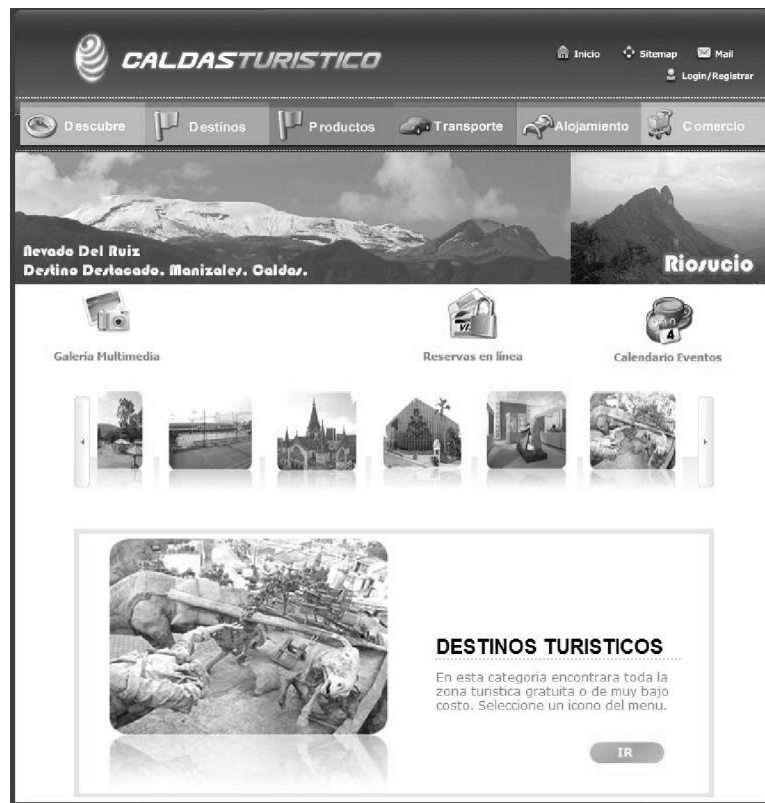 CALDASTURISTICO
Inicio Sitemap Mail
Login/Registrar
Descubre Destinos Productos Transporte Alojamiento Comercio
Nevado Del Ruiz
Destino Destacado. Manizales. Caldas.
Riosucio
Galería Multimedia Reservas en línea Calendario Eventos
DESTINOS TURISTICOS
En esta categoria encontrara toda la
zona turistica gratuita o de muy bajo
costo. Seleccione un icono del menu.
IR